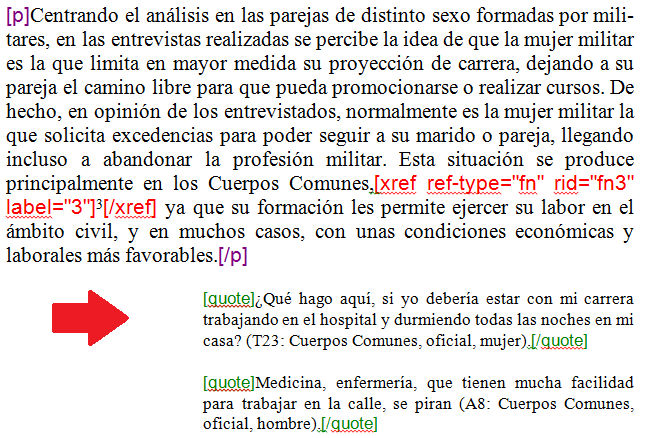 [p]Centrando el análisis en las parejas de distinto sexo formadas por mili-
tares, en las entrevistas realizadas se percibe la idea de que la mujer militar
es la que limita en mayor medida su proyección de carrera, dejando a su
pareja el camino libre para que pueda promocionarse o realizar cursos. De
hecho, en opinión de los entrevistados, normalmente es la mujer militar la
que solicita excedencias para poder seguir a su marido o pareja, llegando
incluso a abandonar la profesión militar. Esta situación se produce
principalmente en los Cuerpos Comunes,[xref ref-type="fn" rid="fn3"
label="3"]³[/xref] ya que su formación les permite ejercer su labor en el
ámbito civil, y en muchos casos, con unas condiciones económicas y
laborales más favorables.[/p]
[quote]¿Qué hago aquí, si yo debería estar con mi carrera
trabajando en el hospital y durmiendo todas las noches en mi
casa? (T23: Cuerpos Comunes, oficial, mujer).[/quote]
[quote]Medicina, enfermería, que tienen mucha facilidad
para trabajar en la calle, se piran (A8: Cuerpos Comunes,
oficial, hombre).[/quote]